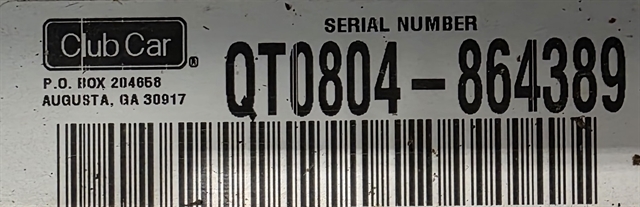 Club Car
®
P.O. BOX 204658
AUGUSTA, GA 30917
SERIAL NUMBER
QT0804-864389